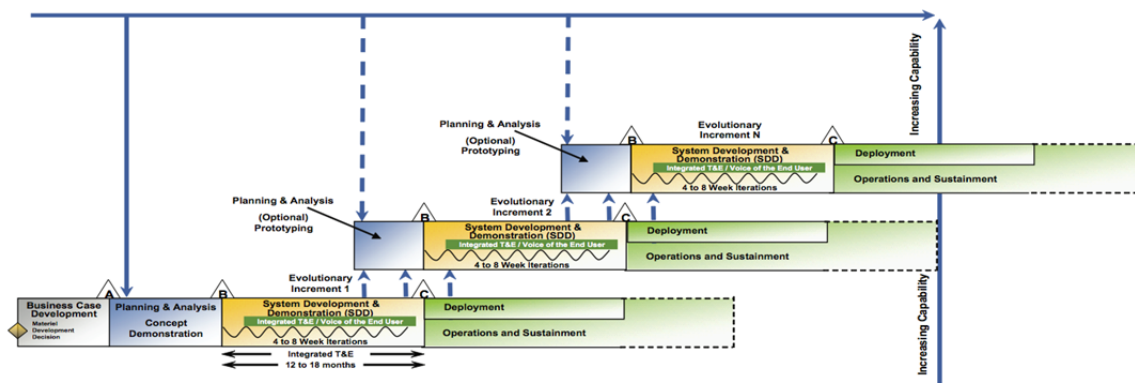 Increasing Capability
Evolutionary
Increment N
Planning & Analysis
(Optional)
Prototyping
B
C
System Development &
Demonstration (SDD)
Integrated T&E / Voice of the End User
4 to 8 Week Iterations
Deployment
Operations and Sustainment
Evolutionary
Increment 2
Planning & Analysis
(Optional)
Prototyping
B
C
System Development &
Demonstration (SDD)
Integrated T&E / Voice of the End User
4 to 8 Week Iterations
Deployment
Operations and Sustainment
Evolutionary
Increment 1
A
B
C
Business Case
Development
Materiel
Development
Decision
Planning & Analysis
Concept
Demonstration
System Development &
Demonstration (SDD)
Integrated T&E / Voice of the End User
4 to 8 Week Iterations
Deployment
Operations and Sustainment
Increasing Capability
Integrated T&E
12 to 18 months